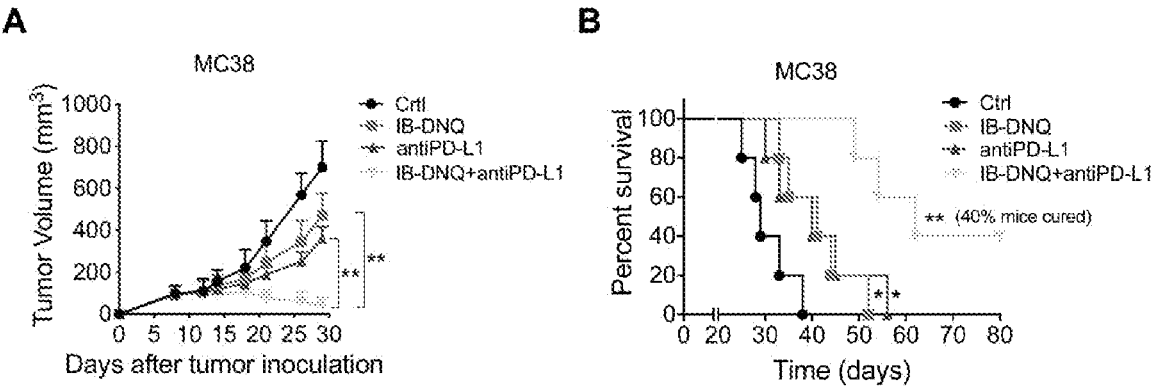 A
MC38
Tumor Volume (mm³)
1000
800
600
400
200
0
0 5 10 15 20 25 30
Days after tumor inoculation
Crtl
IB-DNQ
antiPD-L1
IB-DNQ+antiPD-L1
**
**
B
MC38
Percent survival
100
80
60
40
20
0
0 20 30 40 50 60 70 80
Time (days)
Ctrl
IB-DNQ
antiPD-L1
IB-DNQ+antiPD-L1
** (40% mice cured)
* *